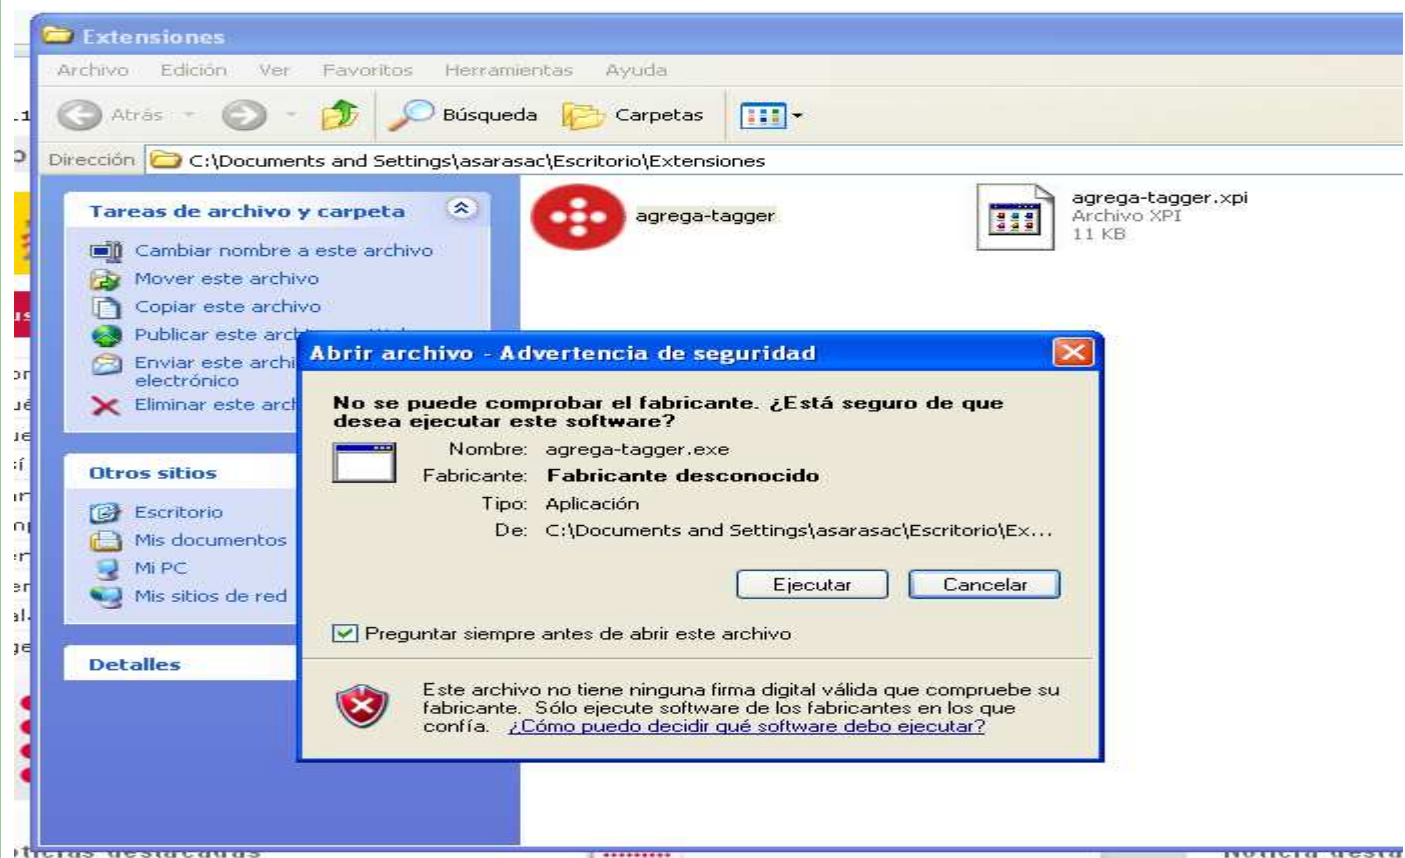 Extensiones
Archivo Edición Ver Favoritos Herramientas Ayuda
Atrás Búsqueda Carpetas
Dirección C:\Documents and Settings\asarasac\Escritorio\Extensiones
Tareas de archivo y carpeta
Cambiar nombre a este archivo
Mover este archivo
Copiar este archivo
Publicar este
Enviar este
electrónico
Eliminar este
Otros sitios
Escritorio
Mis documentos
Mi PC
Mis sitios de red
Detalles
agrega-tagger
agrega-tagger.xpi
Archivo XPI
11 KB
Abrir archivo - Advertencia de seguridad
No se puede comprobar el fabricante. ¿Está seguro de que
desea ejecutar este software?
Nombre: agrega-tagger.exe
Fabricante: Fabricante desconocido
Tipo: Aplicación
De: C:\Documents and Settings\asarasac\Escritorio\Ex...
Ejecutar Cancelar
Preguntar siempre antes de abrir este archivo
Este archivo no tiene ninguna firma digital válida que compruebe su
fabricante. Sólo ejecute software de los fabricantes en los que
confía. ¿Cómo puedo decidir qué software debo ejecutar?